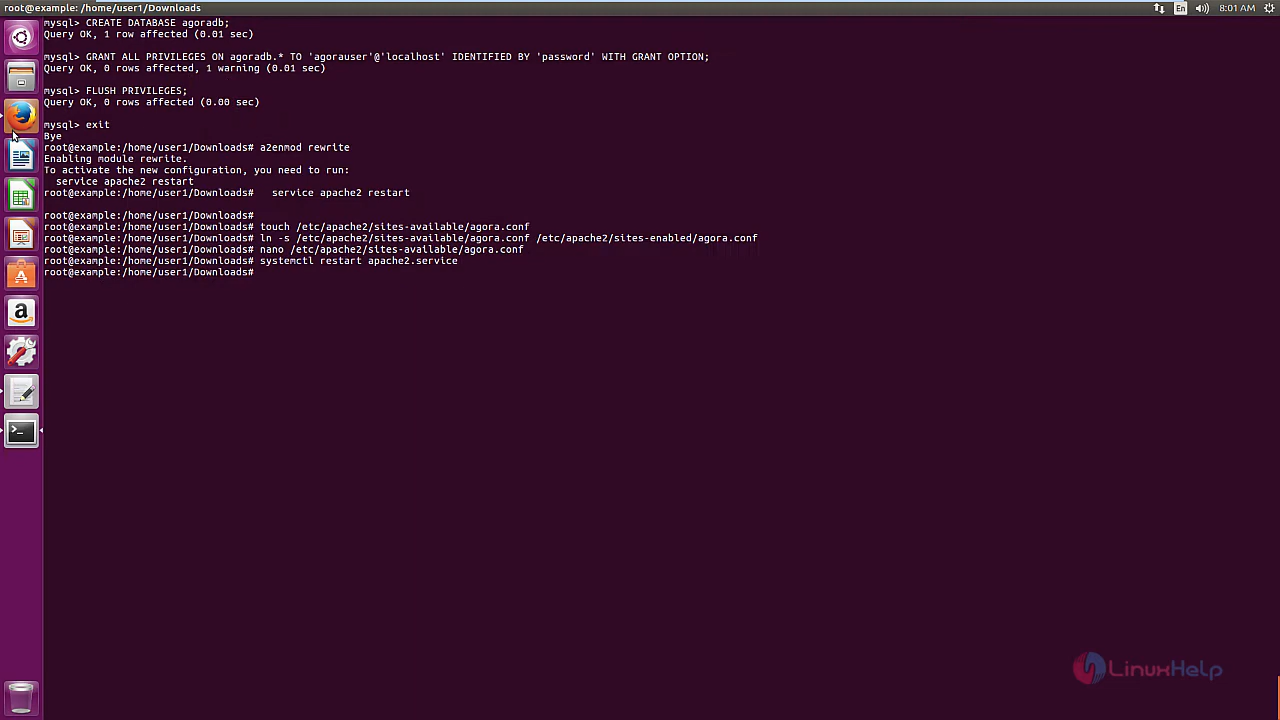 root@example: /home/user1/Downloads
En
8:01 AM
mysql> CREATE DATABASE agoradb;
Query OK, 1 row affected (0.01 sec)
mysql> GRANT ALL PRIVILEGES ON agoradb.* TO 'agorauser'@'localhost' IDENTIFIED BY 'password' WITH GRANT OPTION;
Query OK, 0 rows affected, 1 warning (0.01 sec)
mysql> FLUSH PRIVILEGES;
Query OK, 0 rows affected (0.00 sec)
mysql> exit
Bye
root@example:/home/user1/Downloads# a2enmod rewrite
Enabling module rewrite.
To activate the new configuration, you need to run:
  service apache2 restart
root@example:/home/user1/Downloads#   service apache2 restart
root@example:/home/user1/Downloads#
root@example:/home/user1/Downloads# touch /etc/apache2/sites-available/agora.conf
root@example:/home/user1/Downloads# ln -s /etc/apache2/sites-available/agora.conf /etc/apache2/sites-enabled/agora.conf
root@example:/home/user1/Downloads# nano /etc/apache2/sites-available/agora.conf
root@example:/home/user1/Downloads# systemctl restart apache2.service
root@example:/home/user1/Downloads#
LinuxHelp